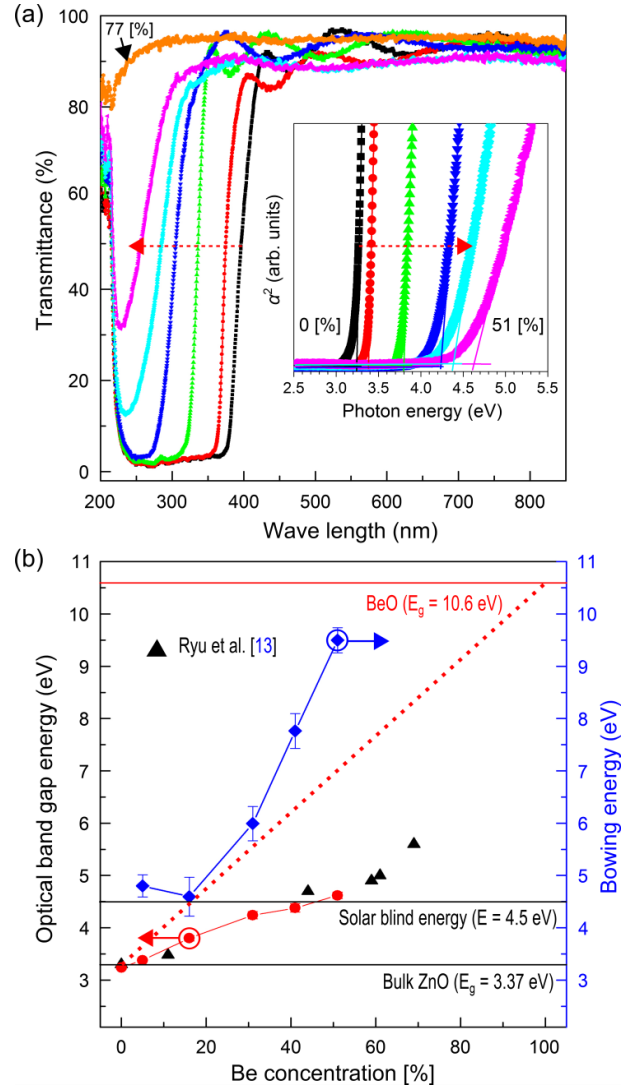 (a)
77 [%]
100
80
60
40
20
0
Transmittance (%)
α² (arb. units)
0 [%]
51 [%]
2.5 3.0 3.5 4.0 4.5 5.0 5.5
Photon energy (eV)
200 300 400 500 600 700 800
Wave length (nm)
(b)
11
10
9
8
7
6
5
4
3
Optical band gap energy (eV)
BeO (Eg = 10.6 eV)
Ryu et al. [13]
Solar blind energy (E = 4.5 eV)
Bulk ZnO (Eg = 3.37 eV)
11
10
9
8
7
6
5
4
3
Bowing energy (eV)
0 20 40 60 80 100
Be concentration [%]